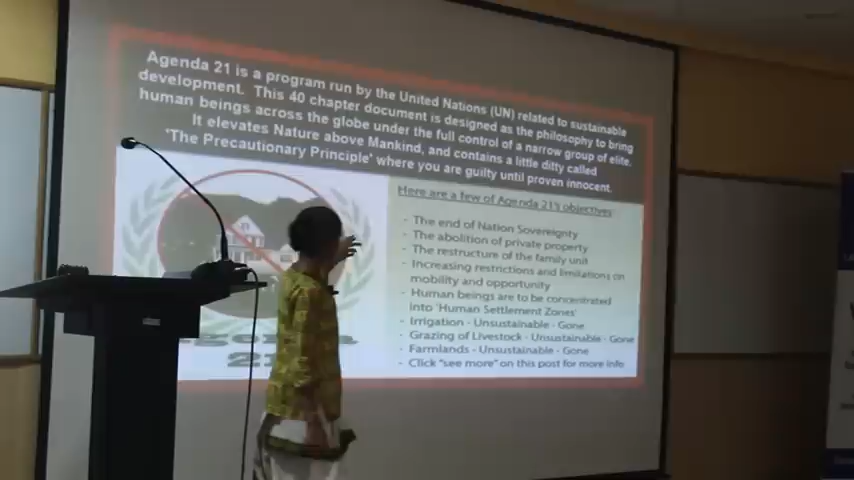 Agenda 21 is a program run by the United Nations (UN) related to sustainable
development. This 40 chapter document is designed as the philosophy to bring
human beings across the globe under the full control of a narrow group of elite.
It elevates Nature above Mankind, and contains a little ditty called
'The Precautionary Principle' where you are guilty until proven innocent.
Here are a few of Agenda 21's objectives:
- The end of Nation Sovereignty
- The abolition of private property
- The restructure of the family unit
- Increasing restrictions and limitations on
mobility and opportunity
- Human beings are to be concentrated
into 'Human Settlement Zones'
- Irrigation - Unsustainable - Gone
- Grazing of Livestock - Unsustainable - Gone
- Farmlands - Unsustainable - Gone
- Click "see more" on this post for more info
21